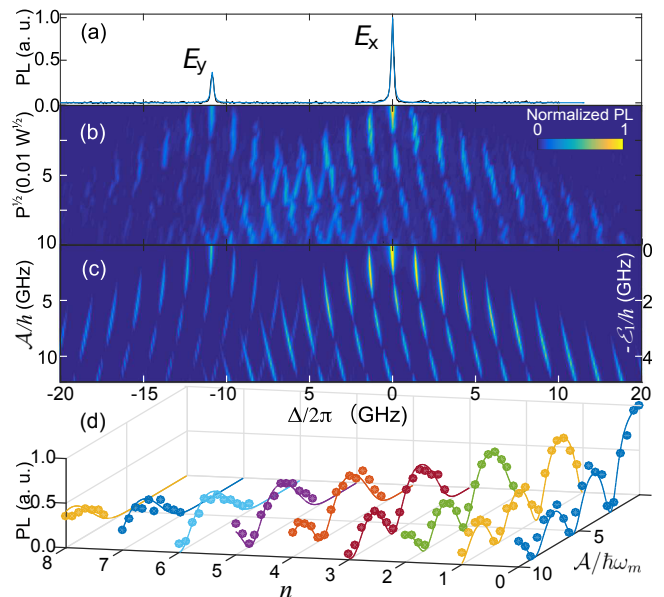 (a)
PL (a. u.)
1.0
0.5
0.0
E_y
E_x
(b)
P^½ (0.01 W^½)
5
10
Normalized PL
0 1
(c)
𝒜/h (GHz)
5
10
0
2
4
-ℰ₁/h (GHz)
-20 -15 -10 -5 0 5 10 15 20
Δ/2π (GHz)
(d)
PL (a. u.)
1.0
0.5
0.0
8 7 6 5 4 3 2 1 0
n
10
5
𝒜/ℏω_m